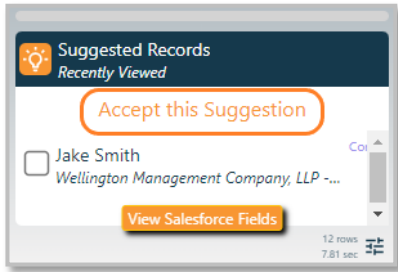 Suggested Records
Recently Viewed
Accept this Suggestion
Jake Smith
Wellington Management Company, LLP -...
View Salesforce Fields
12 rows
7.81 sec